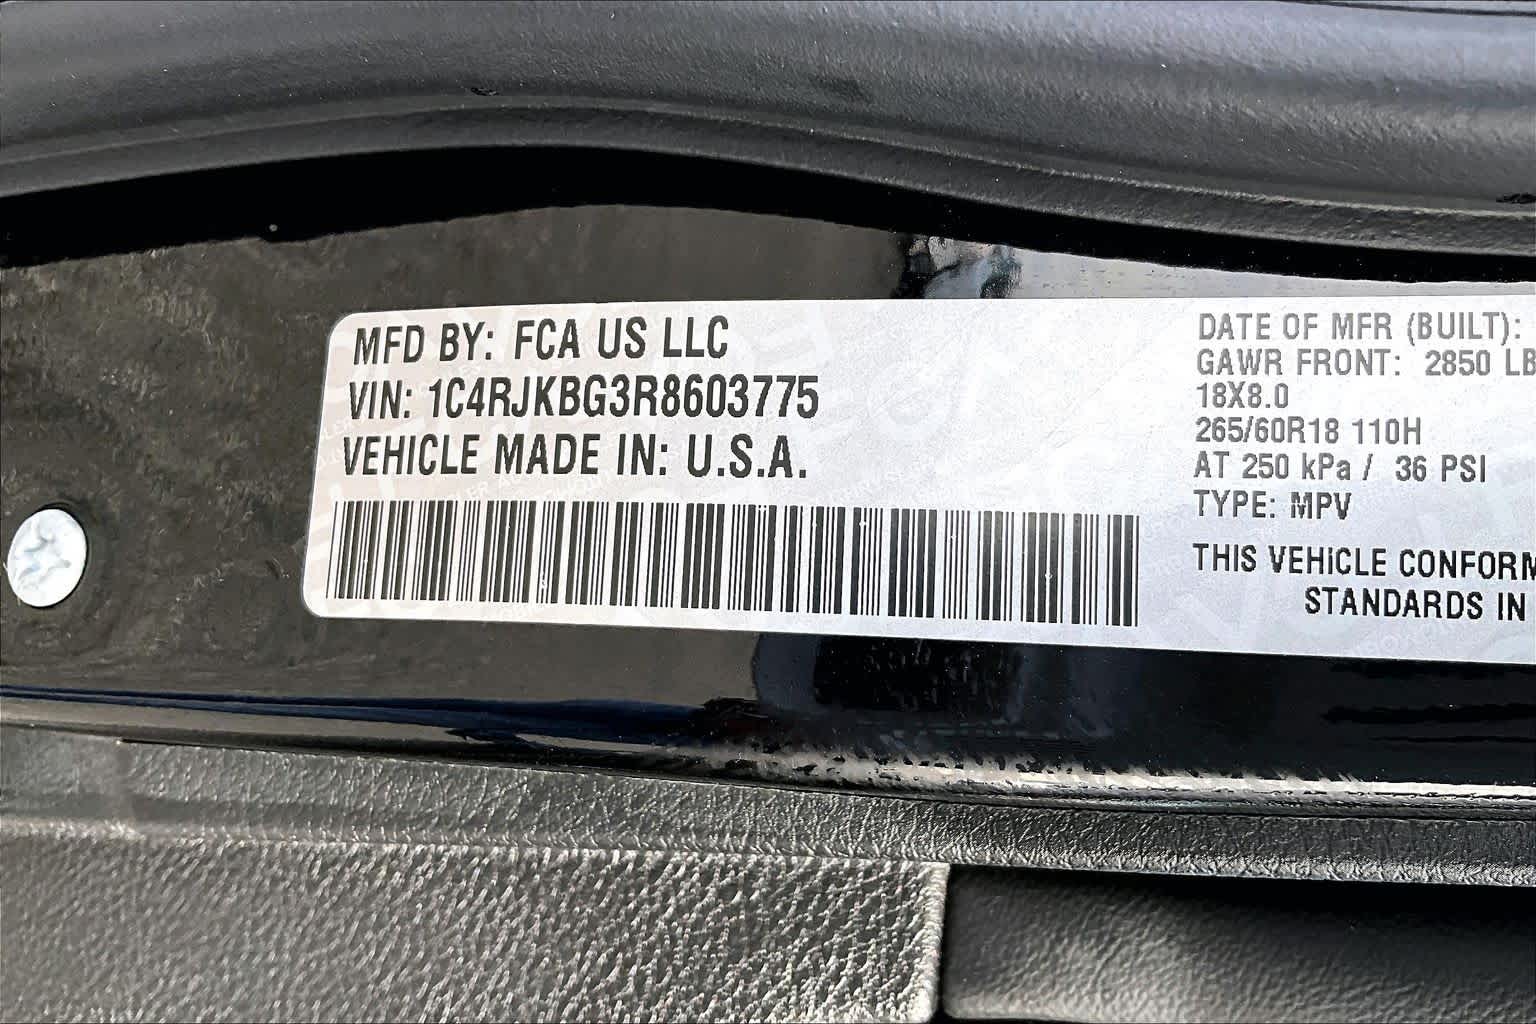 MFD BY: FCA US LLC
VIN: 1C4RJKBG3R8603775
VEHICLE MADE IN: U.S.A.
DATE OF MFR (BUILT):
GAWR FRONT: 2850 LB
18X8.0
265/60R18 110H
AT 250 kPa / 36 PSI
TYPE: MPV
THIS VEHICLE CONFORM
STANDARDS IN